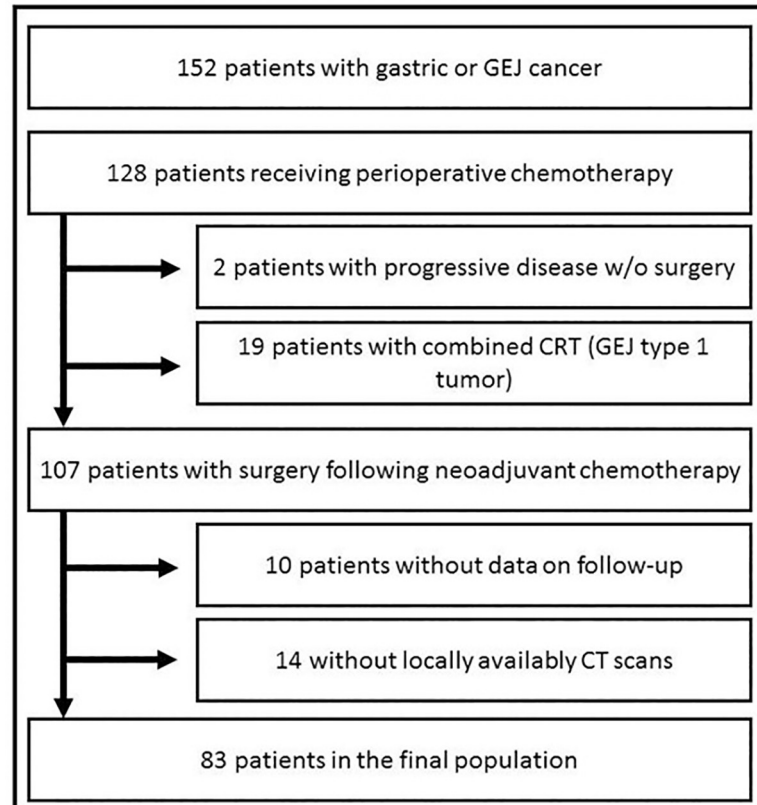 152 patients with gastric or GEJ cancer
128 patients receiving perioperative chemotherapy
2 patients with progressive disease w/o surgery
19 patients with combined CRT (GEJ type 1
tumor)
107 patients with surgery following neoadjuvant chemotherapy
10 patients without data on follow-up
14 without locally availably CT scans
83 patients in the final population